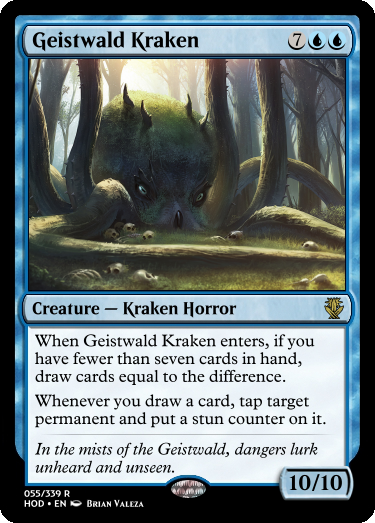 Geistwald Kraken 7
Creature — Kraken Horror
When Geistwald Kraken enters, if you
have fewer than seven cards in hand,
draw cards equal to the difference.
Whenever you draw a card, tap target
permanent and put a stun counter on it.
In the mists of the Geistwald, dangers lurk
unheard and unseen.
10/10
055/339 R
HOD • EN Brian Valeza